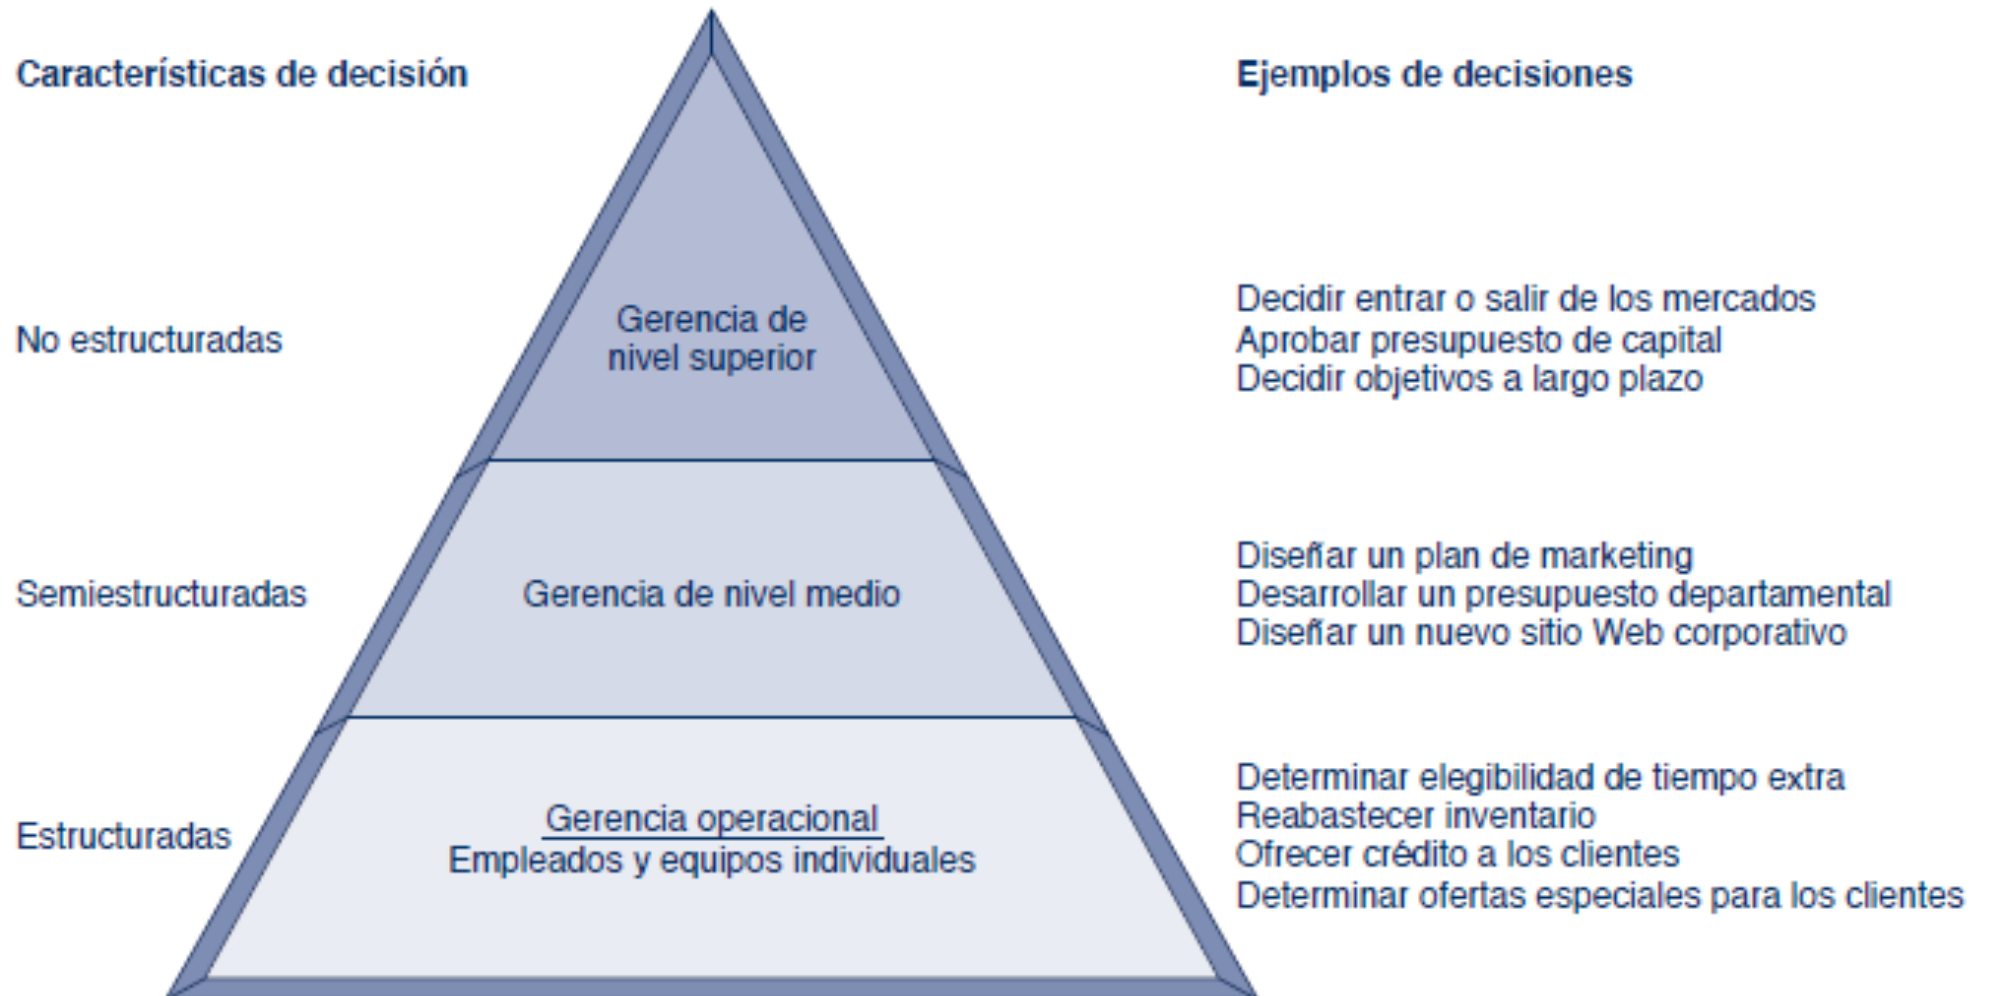 Características de decisión
Ejemplos de decisiones
No estructuradas
Gerencia de
nivel superior
Decidir entrar o salir de los mercados
Aprobar presupuesto de capital
Decidir objetivos a largo plazo
Semiestructuradas
Gerencia de nivel medio
Diseñar un plan de marketing
Desarrollar un presupuesto departamental
Diseñar un nuevo sitio Web corporativo
Estructuradas
Gerencia operacional
Empleados y equipos individuales
Determinar elegibilidad de tiempo extra
Reabastecer inventario
Ofrecer crédito a los clientes
Determinar ofertas especiales para los clientes